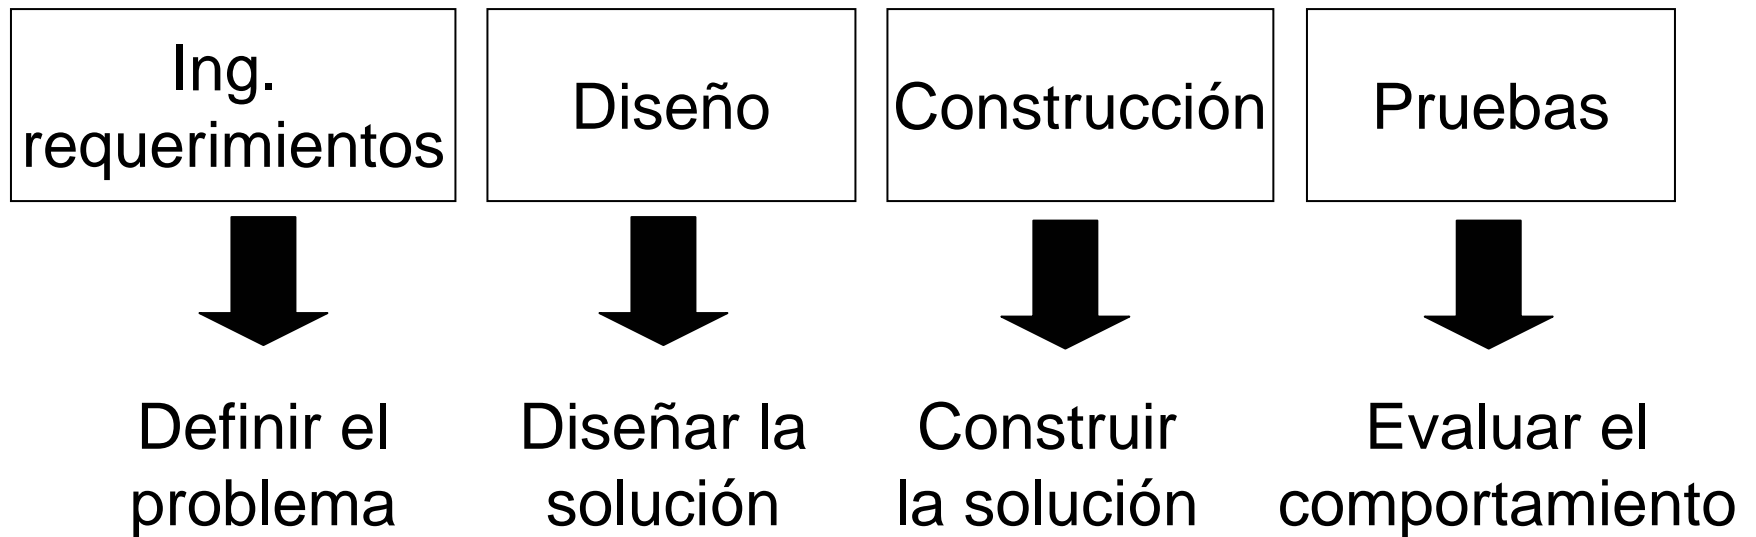 Ing.
requerimientos
Diseño
Construcción
Pruebas
Definir el
problema
Diseñar la
solución
Construir
la solución
Evaluar el
comportamiento